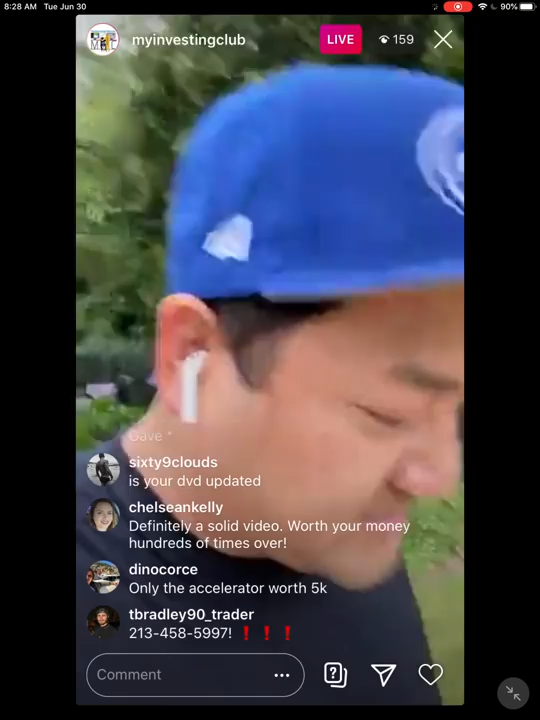 8:28 AM Tue Jun 30
90%
myinvestingclub
LIVE
159
Gave *
sixty9clouds
is your dvd updated
chelseankelly
Definitely a solid video. Worth your money
hundreds of times over!
dinocorce
Only the accelerator worth 5k
tbradley90_trader
213-458-5997! ❗❗❗
Comment